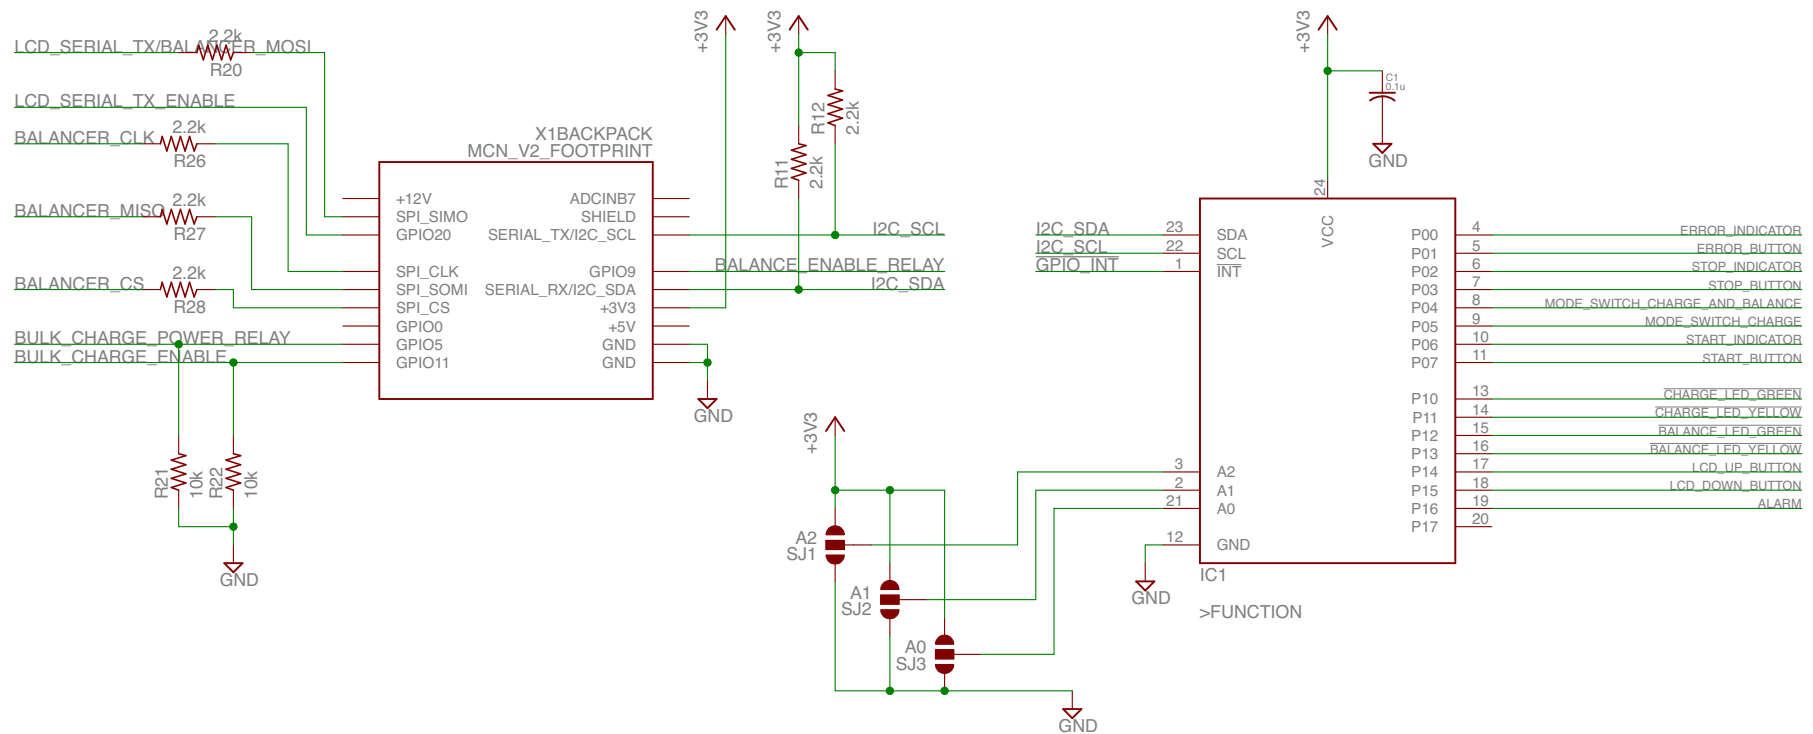 LCD_SERIAL_TX/BALANCER_MOSI
2.2k
R20
LCD_SERIAL_TX_ENABLE
BALANCER_CLK
2.2k
R26
BALANCER_MISO
2.2k
R27
BALANCER_CS
2.2k
R28
BULK_CHARGE_POWER_RELAY
BULK_CHARGE_ENABLE
R21
10k
R22
10k
GND
X1BACKPACK
MCN_V2_FOOTPRINT
+12V
SPI_SIMO
GPIO20
SPI_CLK
SPI_SOMI
SPI_CS
GPIO0
GPIO5
GPIO11
ADCINB7
SHIELD
SERIAL_TX/I2C_SCL
GPIO9
SERIAL_RX/I2C_SDA
+3V3
+5V
GND
GND
GND
+3V3
+3V3
R12
2.2k
R11
2.2k
I2C_SCL
BALANCE_ENABLE_RELAY
I2C_SDA
+3V3
A2
SJ1
A1
SJ2
A0
SJ3
GND
+3V3
C1
0.1u
GND
24
VCC
I2C_SDA
I2C_SCL
GPIO_INT
23
22
1
SDA
SCL
INT
3
2
21
12
A2
A1
A0
GND
GND
IC1
>FUNCTION
P00 4 ERROR_INDICATOR
P01 5 ERROR_BUTTON
P02 6 STOP_INDICATOR
P03 7 STOP_BUTTON
P04 8 MODE_SWITCH_CHARGE_AND_BALANCE
P05 9 MODE_SWITCH_CHARGE
P06 10 START_INDICATOR
P07 11 START_BUTTON
P10 13 CHARGE_LED_GREEN
P11 14 CHARGE_LED_YELLOW
P12 15 BALANCE_LED_GREEN
P13 16 BALANCE_LED_YELLOW
P14 17 LCD_UP_BUTTON
P15 18 LCD_DOWN_BUTTON
P16 19 ALARM
P17 20